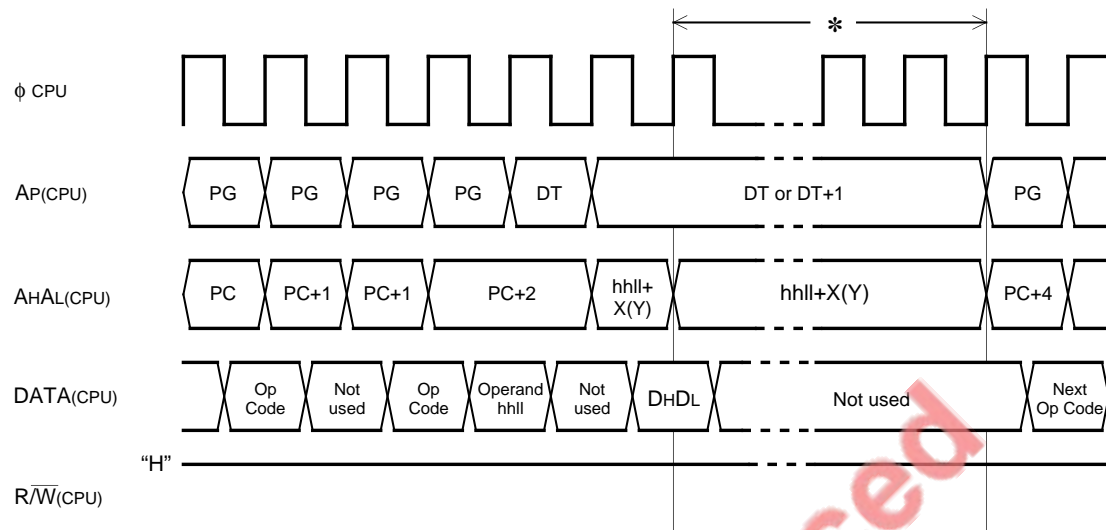 *
ϕ CPU
AP(CPU) PG PG PG PG DT DT or DT+1 PG
AHAL(CPU) PC PC+1 PC+1 PC+2 hhll+ X(Y) hhll+X(Y) PC+4
DATA(CPU) Op Code Not used Op Code Operand hhll Not used DHDL Not used Next Op Code
“H”
R/W(CPU)